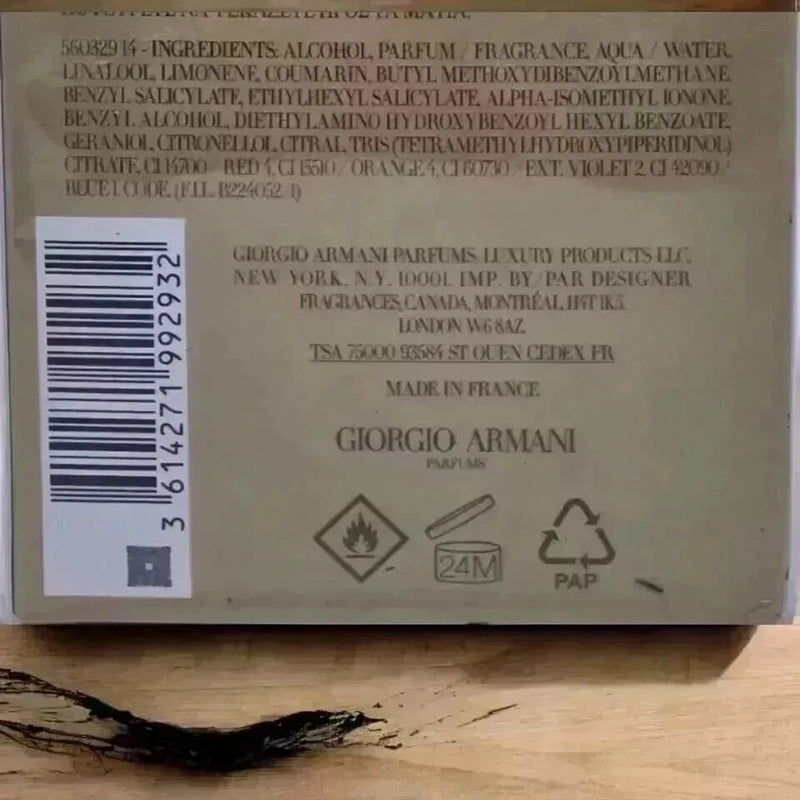 56032914 - INGREDIENTS: ALCOHOL, PARFUM / FRAGRANCE, AQUA / WATER,
LINALOOL, LIMONENE, COUMARIN, BUTYL METHOXYDIBENZOYLMETHANE,
BENZYL SALICYLATE, ETHYLHEXYL SALICYLATE, ALPHA-ISOMETHYL IONONE,
BENZYL ALCOHOL, DIETHYLAMINO HYDROXYBENZOYL HEXYL BENZOATE,
GERANIOL, CITRONELLOL, CITRAL, TRIS (TETRAMETHYLHYDROXYPIPERIDINOL)
CITRATE, CI 14700 / RED 4, CI 15510 / ORANGE 4, CI 60730 / EXT. VIOLET 2, CI 42090 /
BLUE 1 CODE (F.I.L. B224052/1)
3 614271 992932
GIORGIO ARMANI PARFUMS, LUXURY PRODUCTS LLC,
NEW YORK, N.Y. 10001. IMP. BY/PAR DESIGNER
FRAGRANCES, CANADA, MONTRÉAL, H4T 1K5.
LONDON W6 8AZ.
TSA 75000 93584 ST OUEN CEDEX FR
MADE IN FRANCE
GIORGIO ARMANI
PARFUMS
24M
PAP